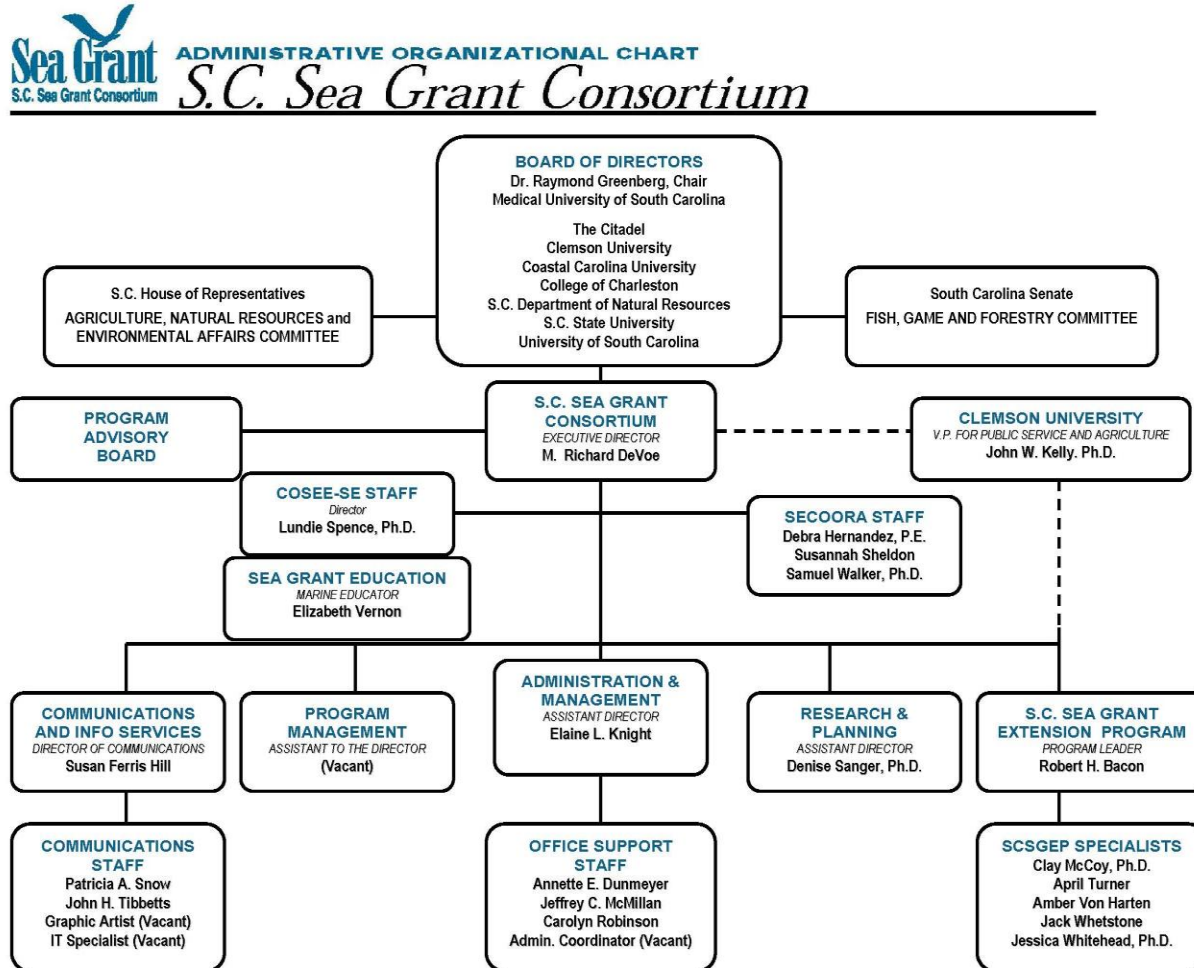 Sea Grant
S.C. Sea Grant Consortium
ADMINISTRATIVE ORGANIZATIONAL CHART
S.C. Sea Grant Consortium
BOARD OF DIRECTORS
Dr. Raymond Greenberg, Chair
Medical University of South Carolina
The Citadel
Clemson University
Coastal Carolina University
College of Charleston
S.C. Department of Natural Resources
S.C. State University
University of South Carolina
S.C. House of Representatives
AGRICULTURE, NATURAL RESOURCES and
ENVIRONMENTAL AFFAIRS COMMITTEE
South Carolina Senate
FISH, GAME AND FORESTRY COMMITTEE
PROGRAM
ADVISORY
BOARD
S.C. SEA GRANT
CONSORTIUM
EXECUTIVE DIRECTOR
M. Richard DeVoe
CLEMSON UNIVERSITY
V.P. FOR PUBLIC SERVICE AND AGRICULTURE
John W. Kelly. Ph.D.
COSEE-SE STAFF
Director
Lundie Spence, Ph.D.
SECOORA STAFF
Debra Hernandez, P.E.
Susannah Sheldon
Samuel Walker, Ph.D.
SEA GRANT EDUCATION
MARINE EDUCATOR
Elizabeth Vernon
COMMUNICATIONS
AND INFO SERVICES
DIRECTOR OF COMMUNICATIONS
Susan Ferris Hill
PROGRAM
MANAGEMENT
ASSISTANT TO THE DIRECTOR
(Vacant)
ADMINISTRATION &
MANAGEMENT
ASSISTANT DIRECTOR
Elaine L. Knight
RESEARCH &
PLANNING
ASSISTANT DIRECTOR
Denise Sanger, Ph.D.
S.C. SEA GRANT
EXTENSION PROGRAM
PROGRAM LEADER
Robert H. Bacon
COMMUNICATIONS
STAFF
Patricia A. Snow
John H. Tibbetts
Graphic Artist (Vacant)
IT Specialist (Vacant)
OFFICE SUPPORT
STAFF
Annette E. Dunmeyer
Jeffrey C. McMillan
Carolyn Robinson
Admin. Coordinator (Vacant)
SCSGEP SPECIALISTS
Clay McCoy, Ph.D.
April Turner
Amber Von Harten
Jack Whetstone
Jessica Whitehead, Ph.D.